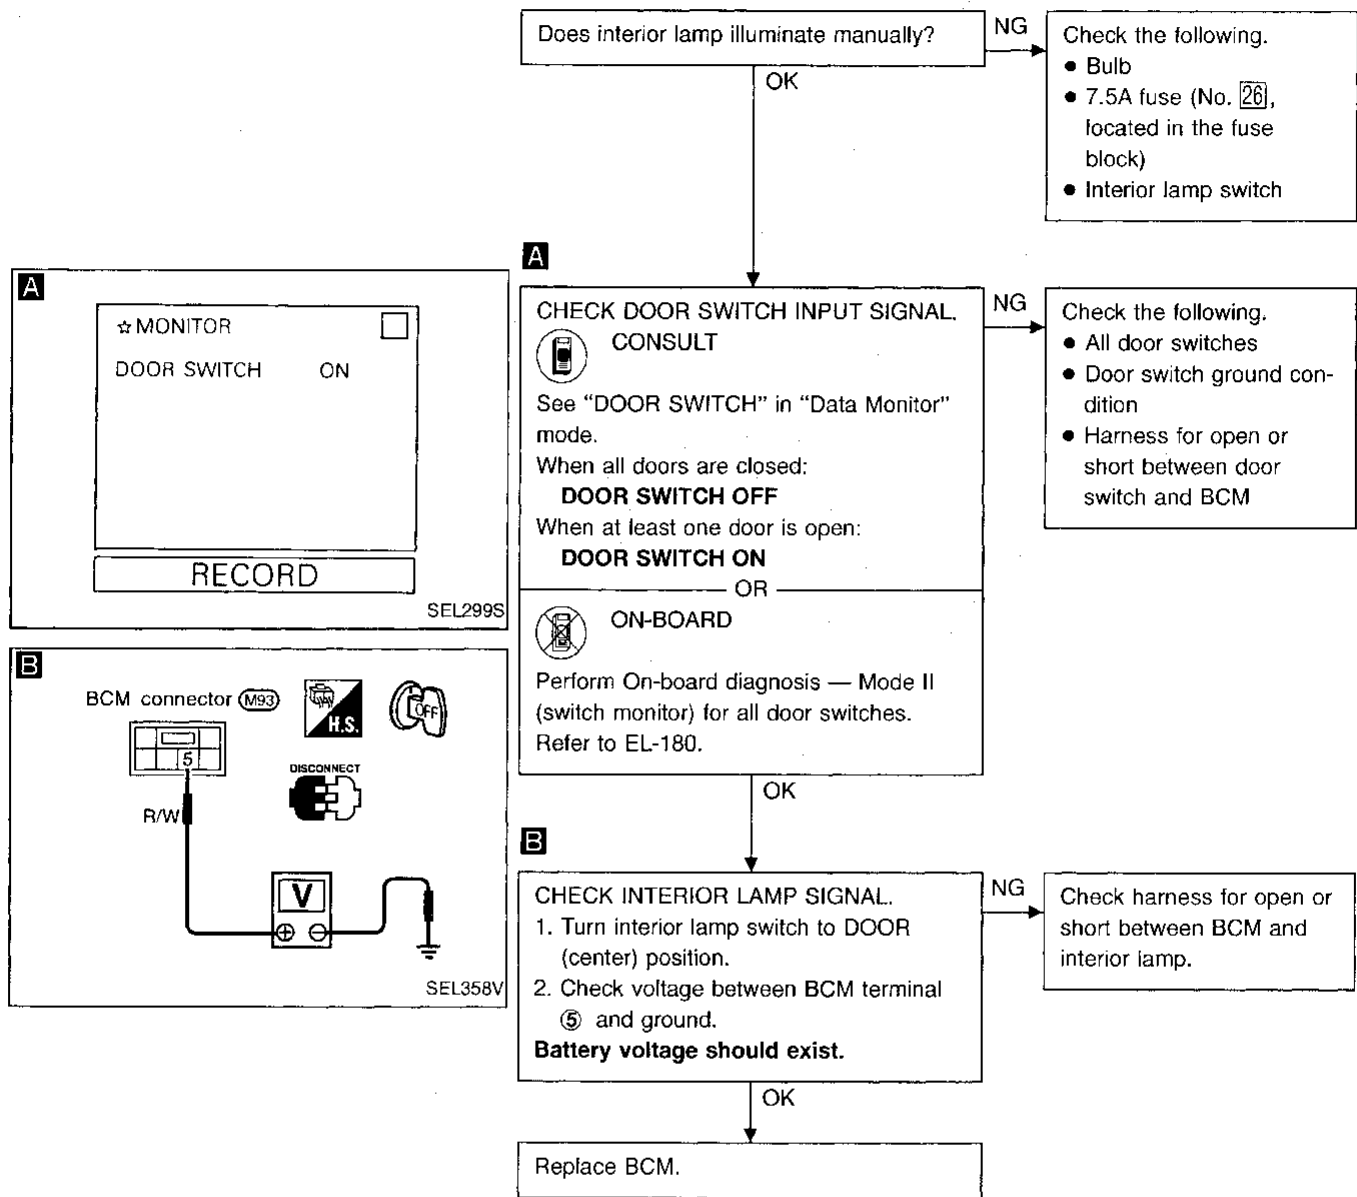 Does interior lamp illuminate manually?
NG
OK
Check the following.
● Bulb
● 7.5A fuse (No. 26,
located in the fuse
block)
● Interior lamp switch
A
☆ MONITOR
DOOR SWITCH ON
RECORD
SEL299S
A
CHECK DOOR SWITCH INPUT SIGNAL.
CONSULT
See “DOOR SWITCH” in “Data Monitor”
mode.
When all doors are closed:
DOOR SWITCH OFF
When at least one door is open:
DOOR SWITCH ON
OR
ON-BOARD
Perform On-board diagnosis — Mode II
(switch monitor) for all door switches.
Refer to EL-180.
NG
OK
Check the following.
● All door switches
● Door switch ground con-
dition
● Harness for open or
short between door
switch and BCM
B
BCM connector M93
H.S.
OFF
5
DISCONNECT
R/W
V
⊕ ⊖
SEL358V
B
CHECK INTERIOR LAMP SIGNAL.
1. Turn interior lamp switch to DOOR
(center) position.
2. Check voltage between BCM terminal
⑤ and ground.
Battery voltage should exist.
NG
OK
Check harness for open or
short between BCM and
interior lamp.
Replace BCM.